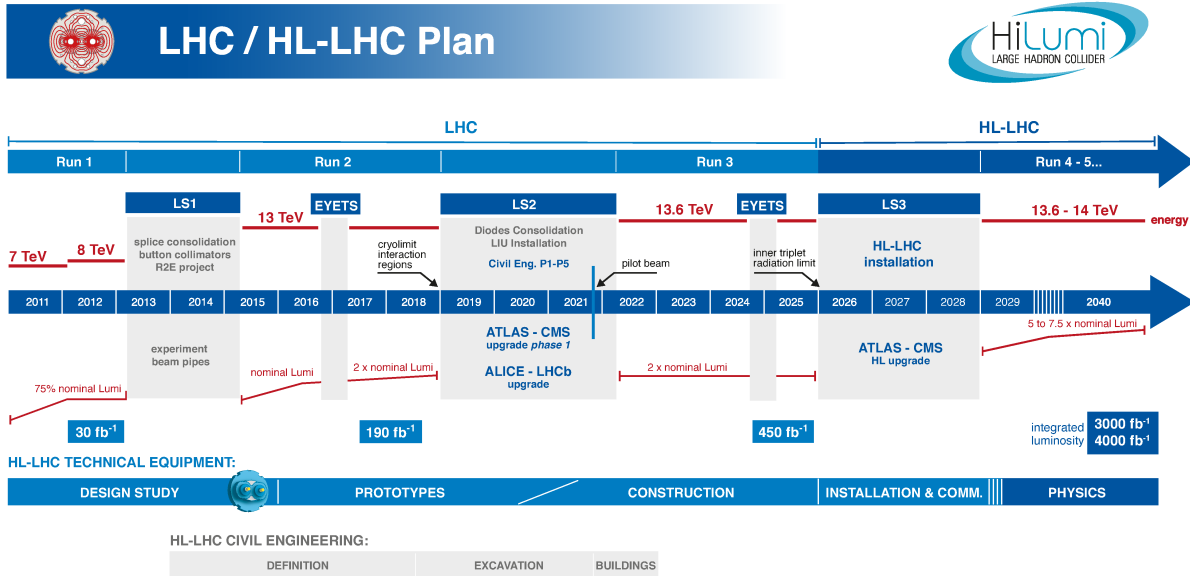 LHC / HL-LHC Plan
HiLumi
LARGE HADRON COLLIDER
LHC
HL-LHC
Run 1
Run 2
Run 3
Run 4 - 5...
LS1
EYETS
LS2
EYETS
LS3
13 TeV
13.6 TeV
13.6 - 14 TeV
energy
7 TeV
8 TeV
splice consolidation
button collimators
R2E project
cryolimit
interaction
regions
Diodes Consolidation
LIU Installation
Civil Eng. P1-P5
pilot beam
inner triplet
radiation limit
HL-LHC
installation
2011 2012 2013 2014 2015 2016 2017 2018 2019 2020 2021 2022 2023 2024 2025 2026 2027 2028 2029 2040
5 to 7.5 x nominal Lumi
ATLAS - CMS
upgrade phase 1
ALICE - LHCb
upgrade
ATLAS - CMS
HL upgrade
experiment
beam pipes
75% nominal Lumi
nominal Lumi
2 x nominal Lumi
2 x nominal Lumi
30 fb-1
190 fb-1
450 fb-1
integrated
luminosity
3000 fb-1
4000 fb-1
HL-LHC TECHNICAL EQUIPMENT:
DESIGN STUDY
PROTOTYPES
CONSTRUCTION
INSTALLATION & COMM.
PHYSICS
HL-LHC CIVIL ENGINEERING:
DEFINITION
EXCAVATION
BUILDINGS